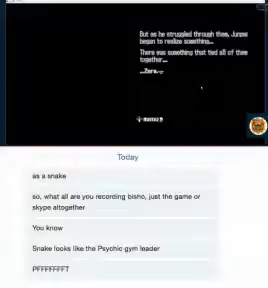 But as he struggled through them, Junpei
began to realize something...
There was something that tied all of them
together...
...Zero.
MENU
Today
as a snake
so, what all are you recording bisho, just the game or
skype altogether
You know
Snake looks like the Psychic gym leader
PFFFFFFFT